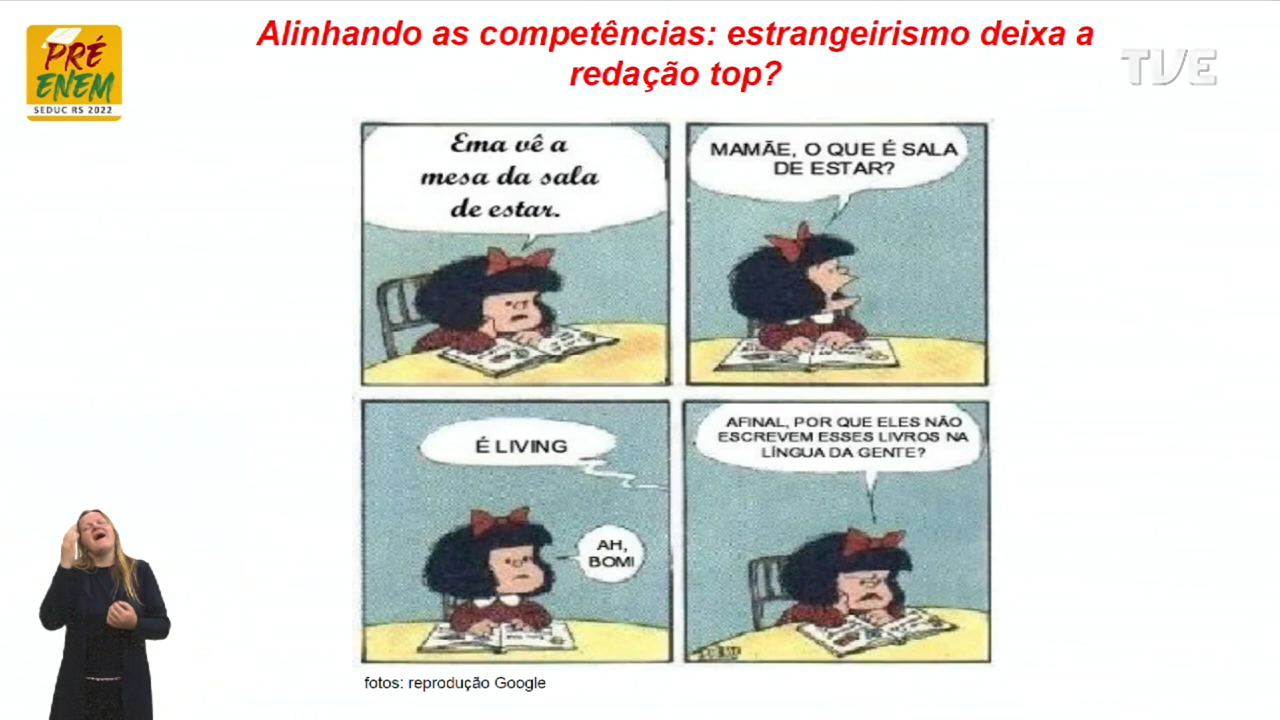 Alinhando as competências: estrangeirismo deixa a
redação top?
PRÉ
ENEM
SEDUC RS 2022
TVE
Ema vê a
mesa da sala
de estar.
MAMÃE, O QUE É SALA
DE ESTAR?
É LIVING
AH,
BOM!
AFINAL, POR QUE ELES NÃO
ESCREVEM ESSES LIVROS NA
LÍNGUA DA GENTE?
fotos: reprodução Google